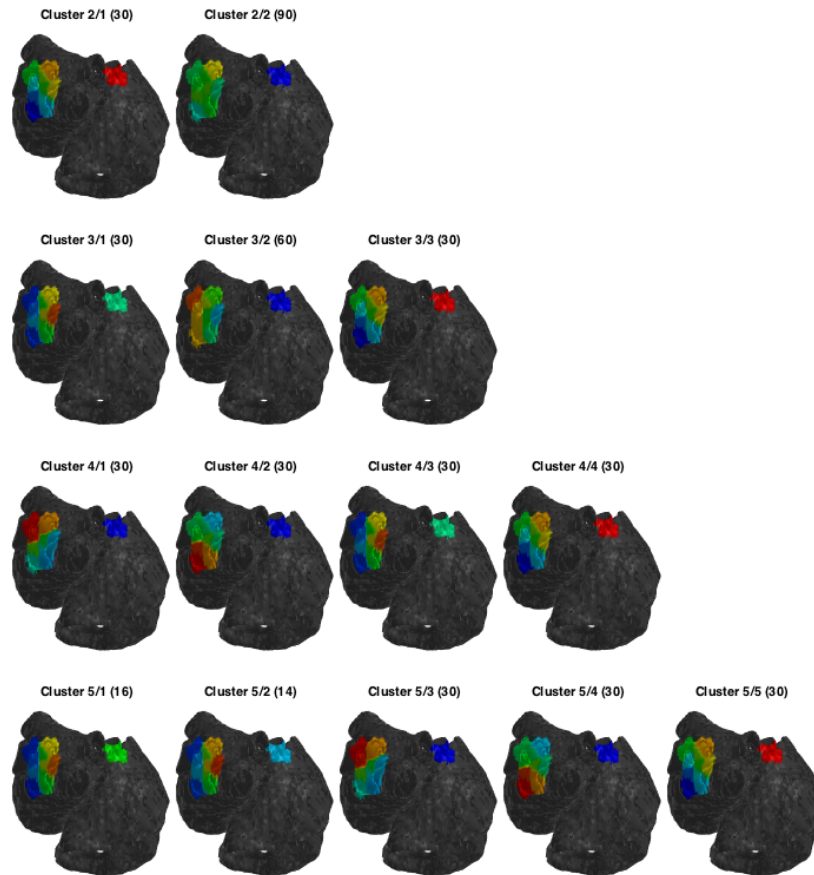 Cluster 2/1 (30) Cluster 2/2 (90)
Cluster 3/1 (30) Cluster 3/2 (60) Cluster 3/3 (30)
Cluster 4/1 (30) Cluster 4/2 (30) Cluster 4/3 (30) Cluster 4/4 (30)
Cluster 5/1 (16) Cluster 5/2 (14) Cluster 5/3 (30) Cluster 5/4 (30) Cluster 5/5 (30)